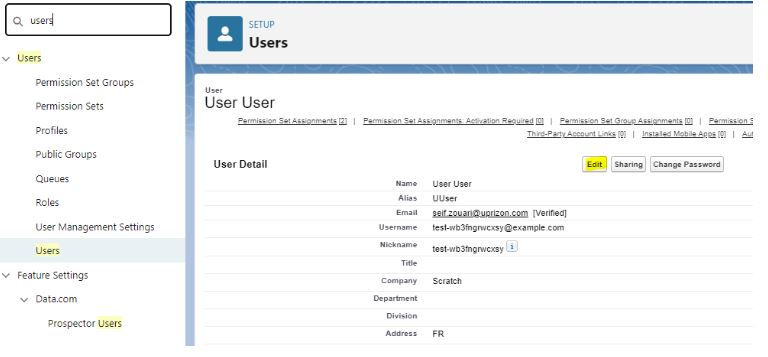 users
Users
Permission Set Groups
Permission Sets
Profiles
Public Groups
Queues
Roles
User Management Settings
Users
Feature Settings
Data.com
Prospector Users
SETUP
Users
User
User User
Permission Set Assignments [2] | Permission Set Assignments: Activation Required [0] | Permission Set Group Assignments [0] | Permission S
Third-Party Account Links [0] | Installed Mobile Apps [0] | Aut
User Detail Edit Sharing Change Password
Name User User
Alias UUser
Email seif.zouari@uprizon.com [Verified]
Username test-wb3fngrwcxsy@example.com
Nickname test-wb3fngrwcxsy i
Title
Company Scratch
Department
Division
Address FR